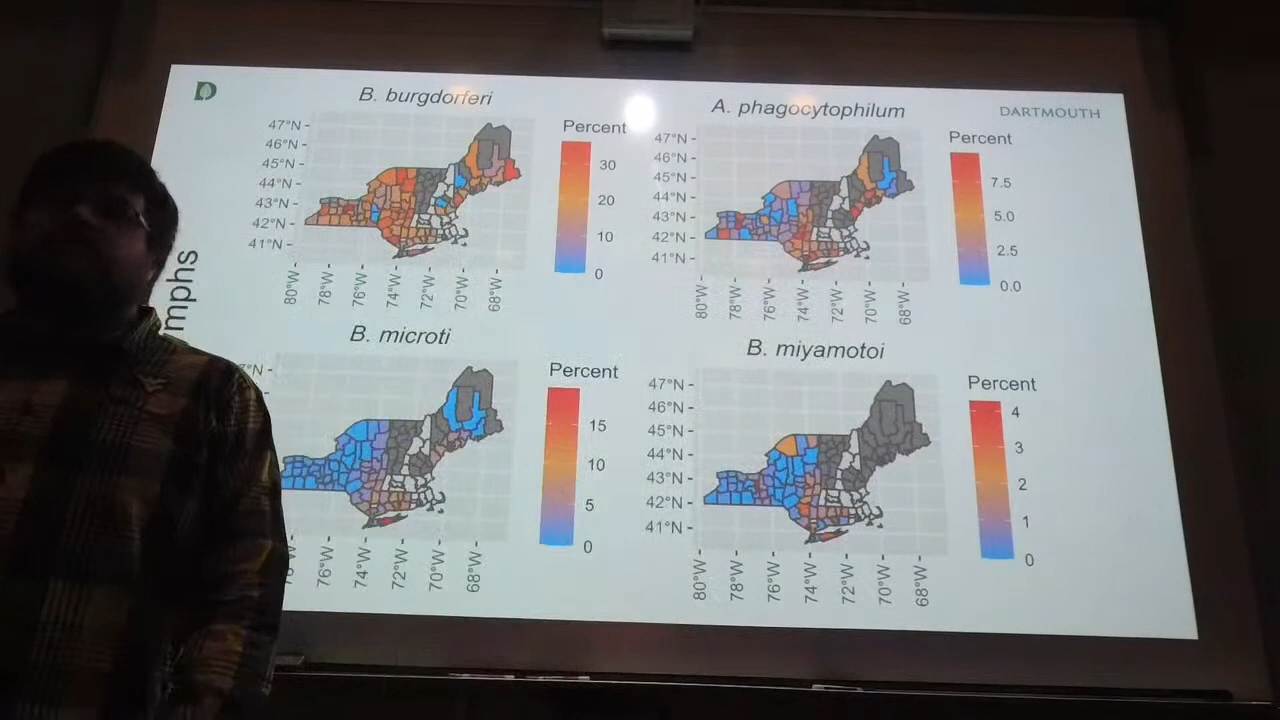 DARTMOUTH
B. burgdorferi
47°N
46°N
45°N
44°N
43°N
42°N
41°N
80°W
78°W
76°W
74°W
72°W
70°W
68°W
Percent
30
20
10
0
A. phagocytophilum
47°N
46°N
45°N
44°N
43°N
42°N
41°N
80°W
78°W
76°W
74°W
72°W
70°W
68°W
Percent
7.5
5.0
2.5
0.0
mphs
B. microti
°N
76°W
74°W
72°W
70°W
68°W
Percent
15
10
5
0
B. miyamotoi
47°N
46°N
45°N
44°N
43°N
42°N
41°N
80°W
78°W
76°W
74°W
72°W
70°W
68°W
Percent
4
3
2
1
0